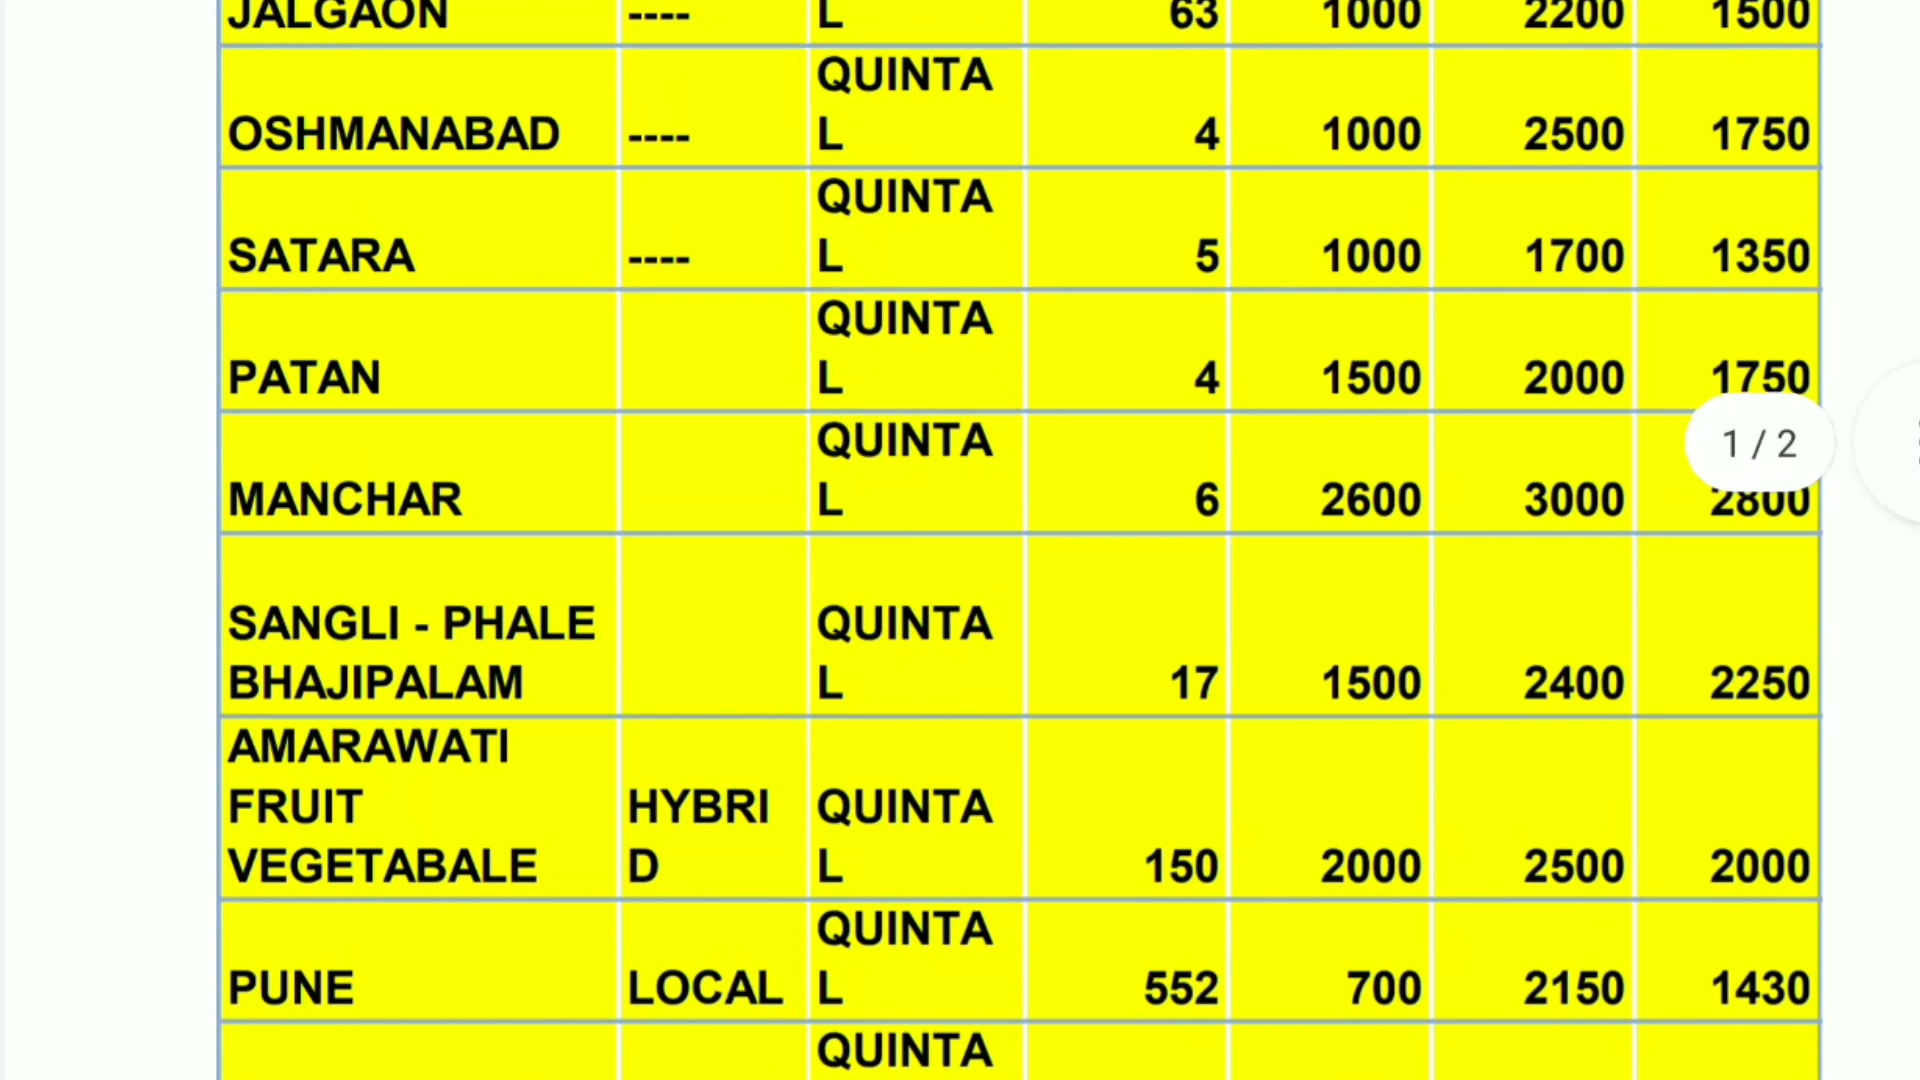 JALGAON ---- L 63 1000 2200 1500
QUINTA
OSHMANABAD ---- L 4 1000 2500 1750
QUINTA
SATARA ---- L 5 1000 1700 1350
QUINTA
PATAN L 4 1500 2000 1750
1 / 2
QUINTA
MANCHAR L 6 2600 3000 2800
SANGLI - PHALE QUINTA
BHAJIPALAM L 17 1500 2400 2250
AMARAWATI
FRUIT HYBRI QUINTA
VEGETABALE D L 150 2000 2500 2000
QUINTA
PUNE LOCAL L 552 700 2150 1430
QUINTA